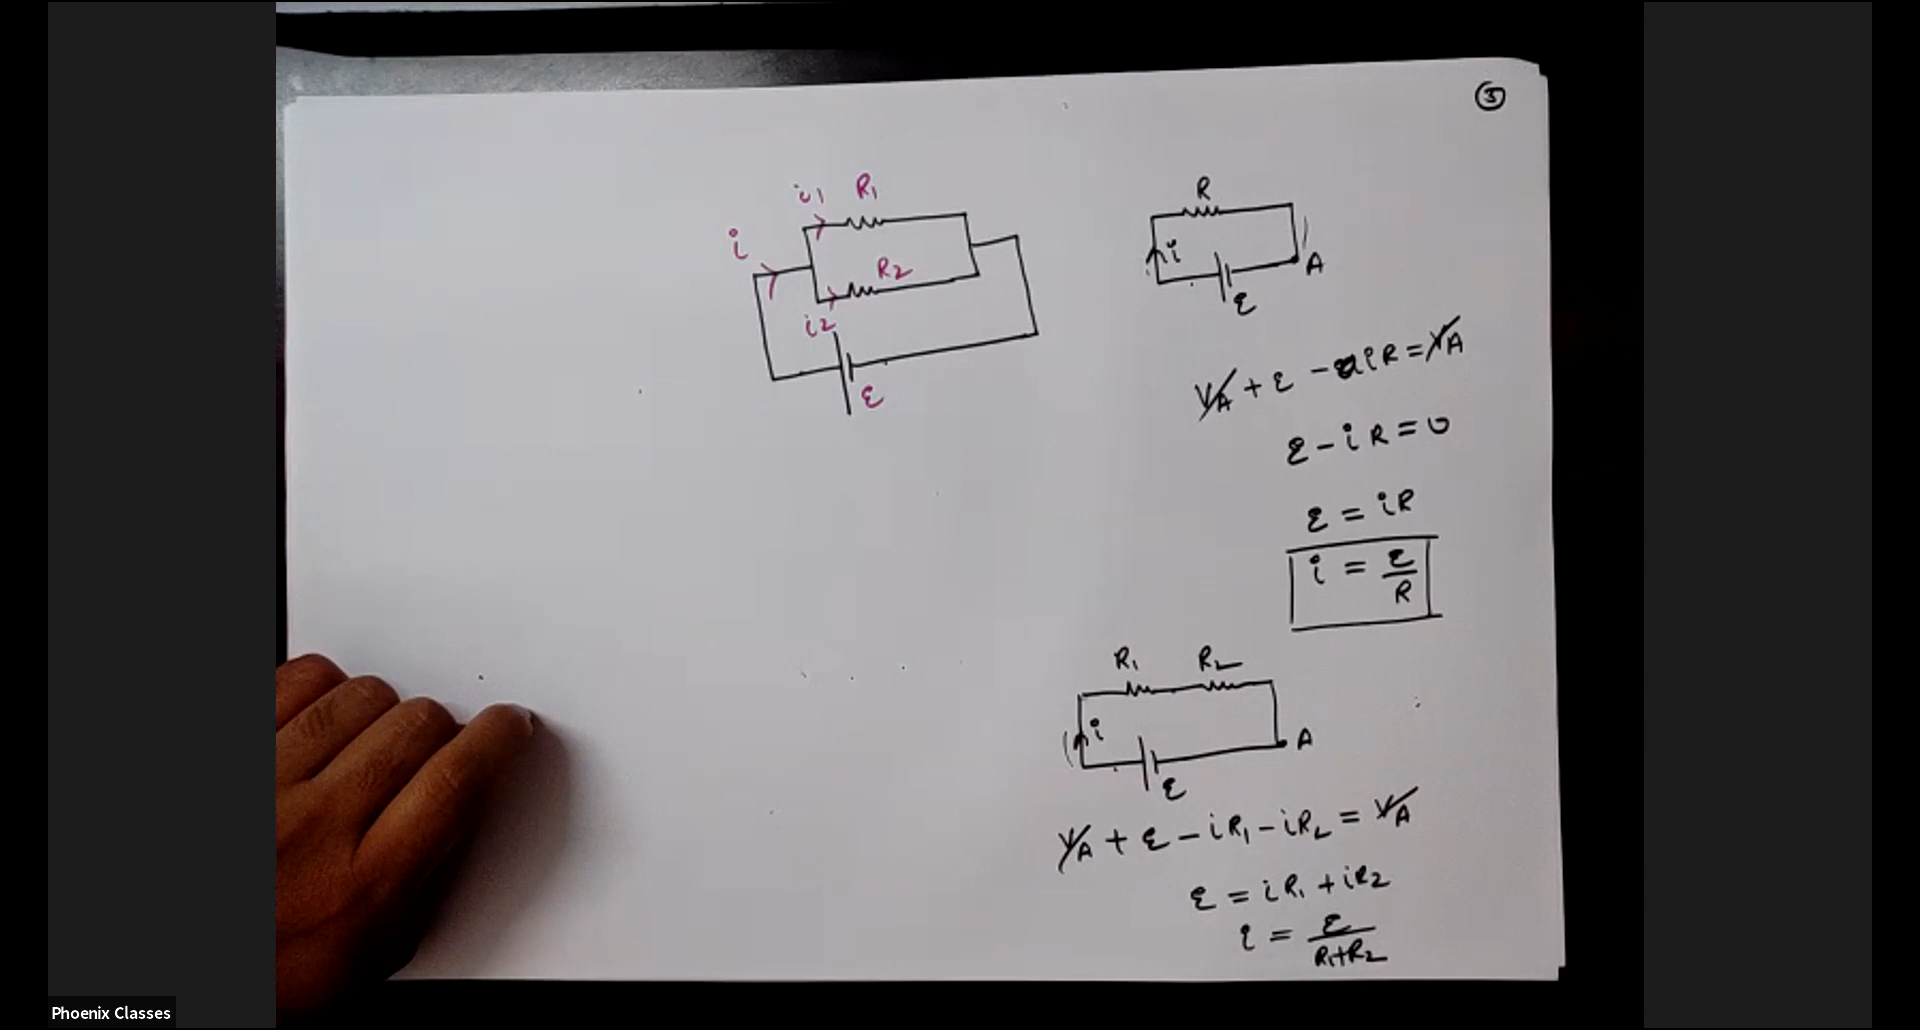 ③
i1 R1
i
R2
i2
ε
R
i
A
ε
VA + ε - iR = VA
ε - iR = 0
ε = iR
i = ε/R
R1 R2
i
A
ε
VA + ε - iR1 - iR2 = VA
ε = iR1 + iR2
i = ε/(R1+R2)
Phoenix Classes